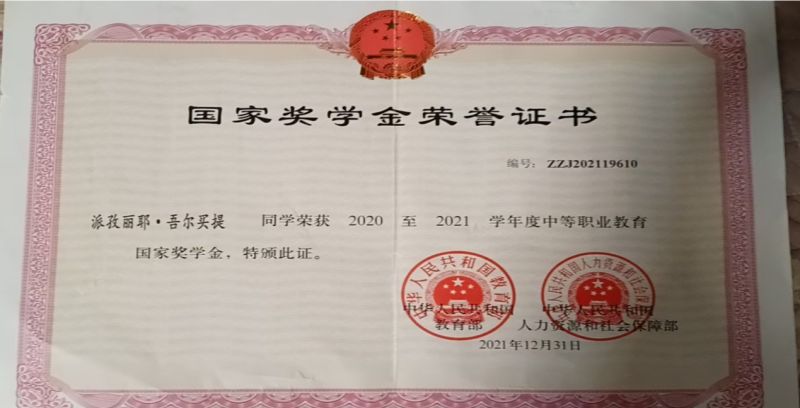 国家奖学金荣誉证书
编号: ZZJ202119610
派孜丽耶·吾尔买提 同学荣获 2020 至 2021 学年度中等职业教育
国家奖学金，特颁此证。
中华人民共和国教育部
中华人民共和国人力资源和社会保障部
中华人民共和国 中华人民共和国
教育部 人力资源和社会保障部
2021年12月31日